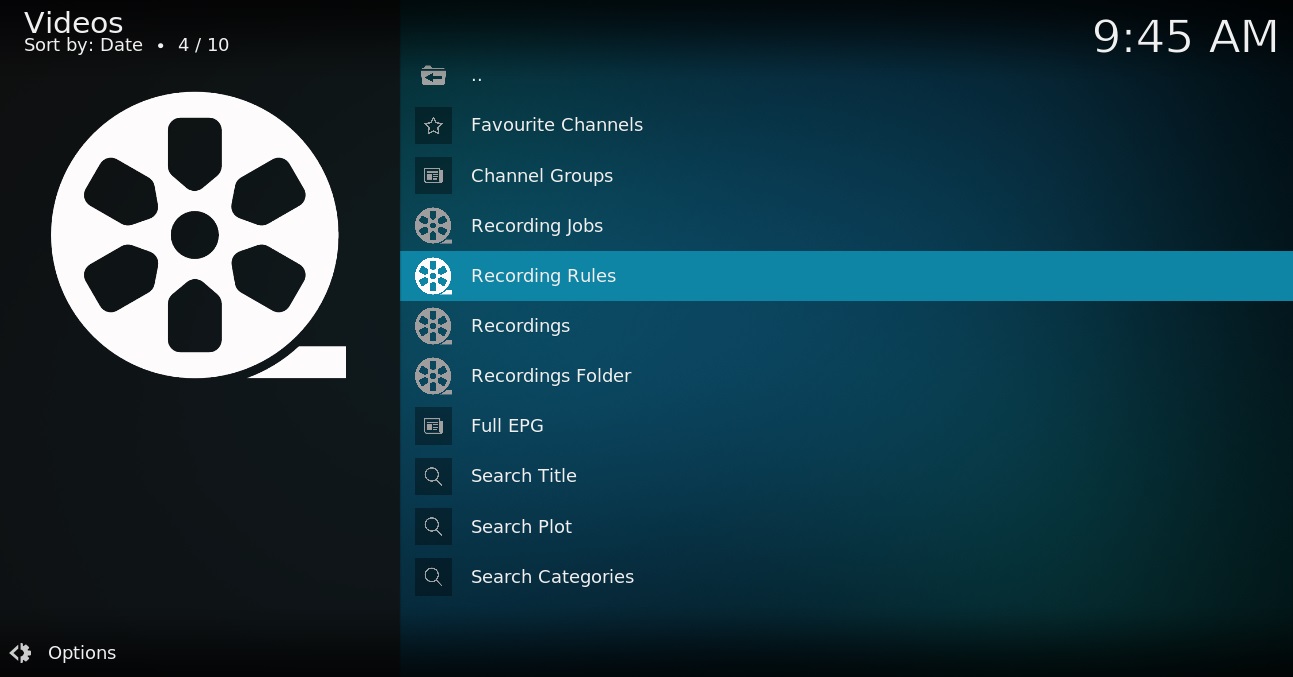 Videos
Sort by: Date • 4 / 10
9:45 AM
..
Favourite Channels
Channel Groups
Recording Jobs
Recording Rules
Recordings
Recordings Folder
Full EPG
Search Title
Search Plot
Search Categories
Options